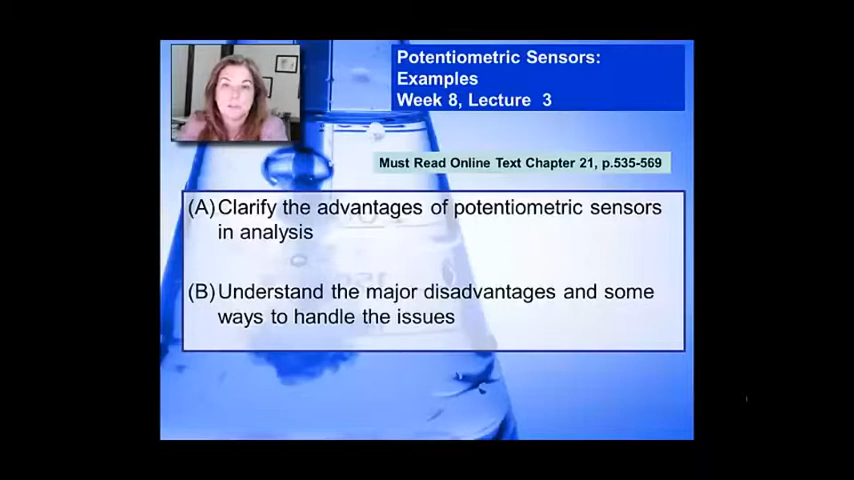 Potentiometric Sensors:
Examples
Week 8, Lecture 3
Must Read Online Text Chapter 21, p.535-569
(A) Clarify the advantages of potentiometric sensors
in analysis
(B) Understand the major disadvantages and some
ways to handle the issues